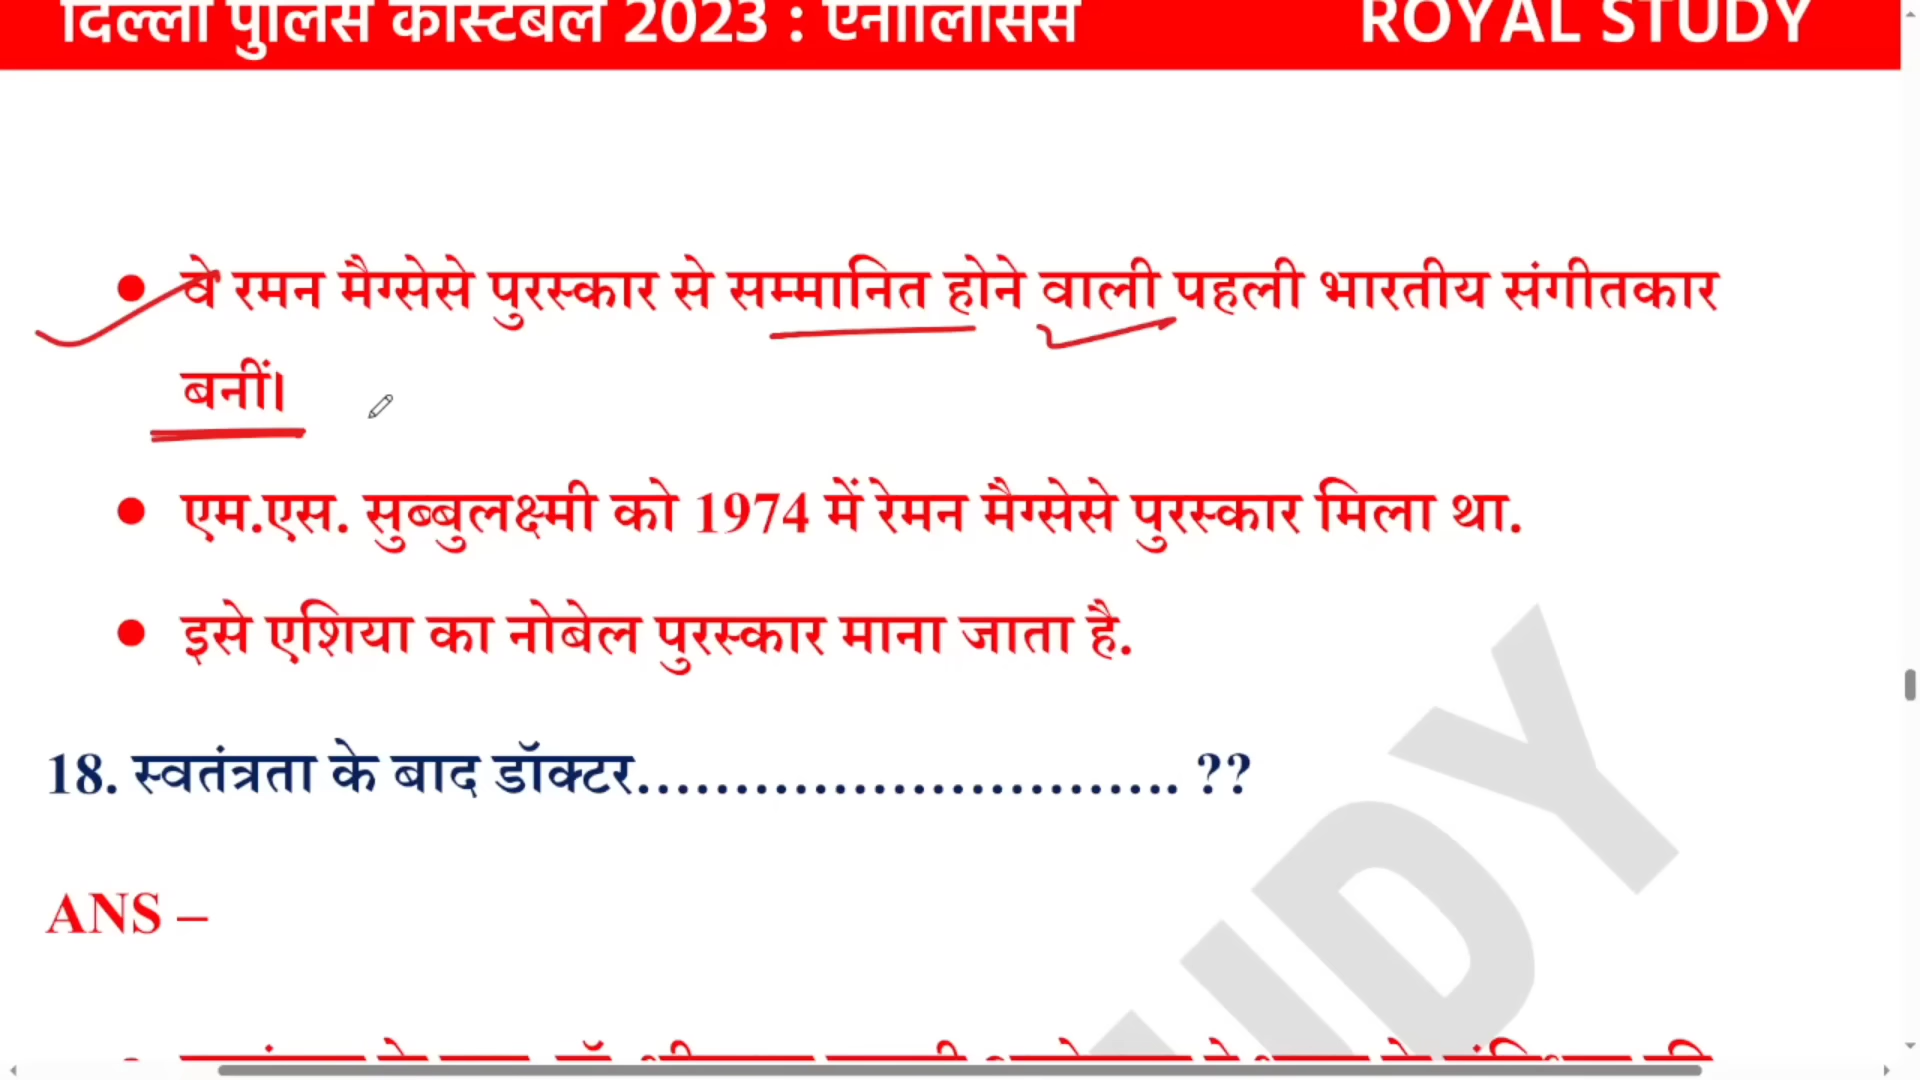 दिल्ली पुलिस कांस्टेबल 2023 : एनालिसिस ROYAL STUDY
• वे रमन मैग्सेसे पुरस्कार से सम्मानित होने वाली पहली भारतीय संगीतकार
बनीं।
• एम.एस. सुब्बुलक्ष्मी को 1974 में रेमन मैग्सेसे पुरस्कार मिला था.
• इसे एशिया का नोबेल पुरस्कार माना जाता है.
18. स्वतंत्रता के बाद डॉक्टर............................ ??
ANS –
UDY